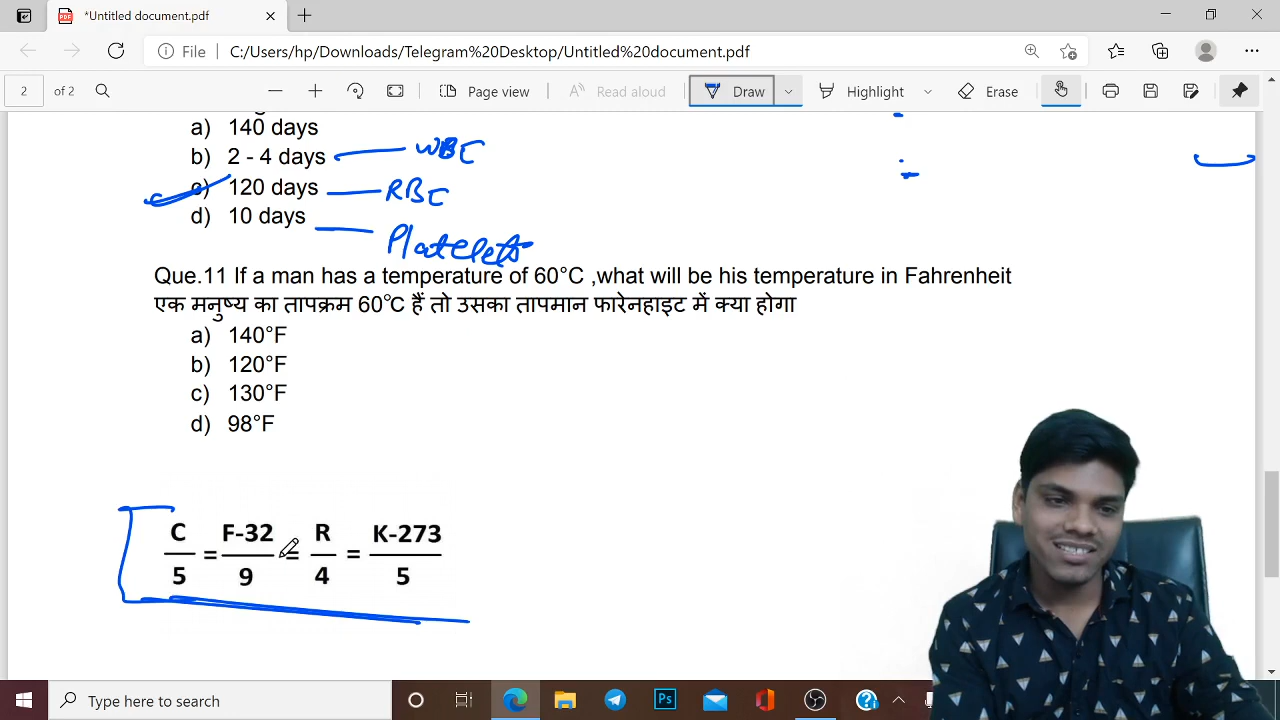 *Untitled document.pdf
File C:/Users/hp/Downloads/Telegram%20Desktop/Untitled%20document.pdf
2 of 2 Page view Read aloud Draw Highlight Erase
a) 140 days
b) 2 - 4 days WBC
c) 120 days RBC
d) 10 days
Platelets
Que.11 If a man has a temperature of 60°C ,what will be his temperature in Fahrenheit
एक मनुष्य का तापक्रम 60°C हैं तो उसका तापमान फारेनहाइट में क्या होगा
a) 140°F
b) 120°F
c) 130°F
d) 98°F
C F-32 R K-273
= = =
5 9 4 5
Type here to search Ps